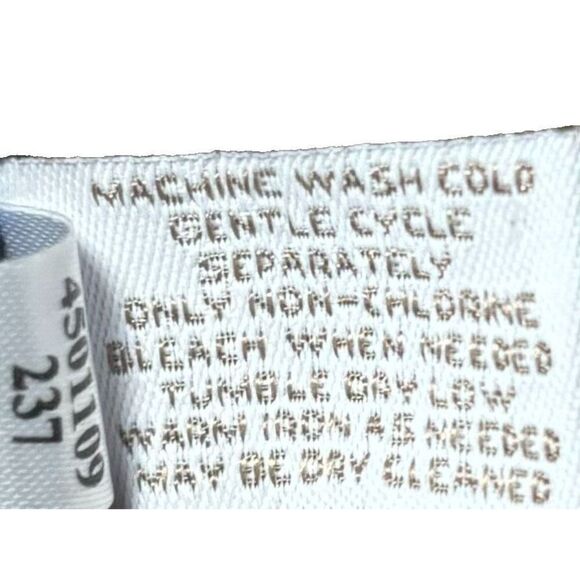 MACHINE WASH COLD
GENTLE CYCLE
SEPARATELY
ONLY NON-CHLORINE
BLEACH WHEN NEEDED
TUMBLE DRY LOW
WARM IRON AS NEEDED
MAY BE DRY CLEANED
4501109
237